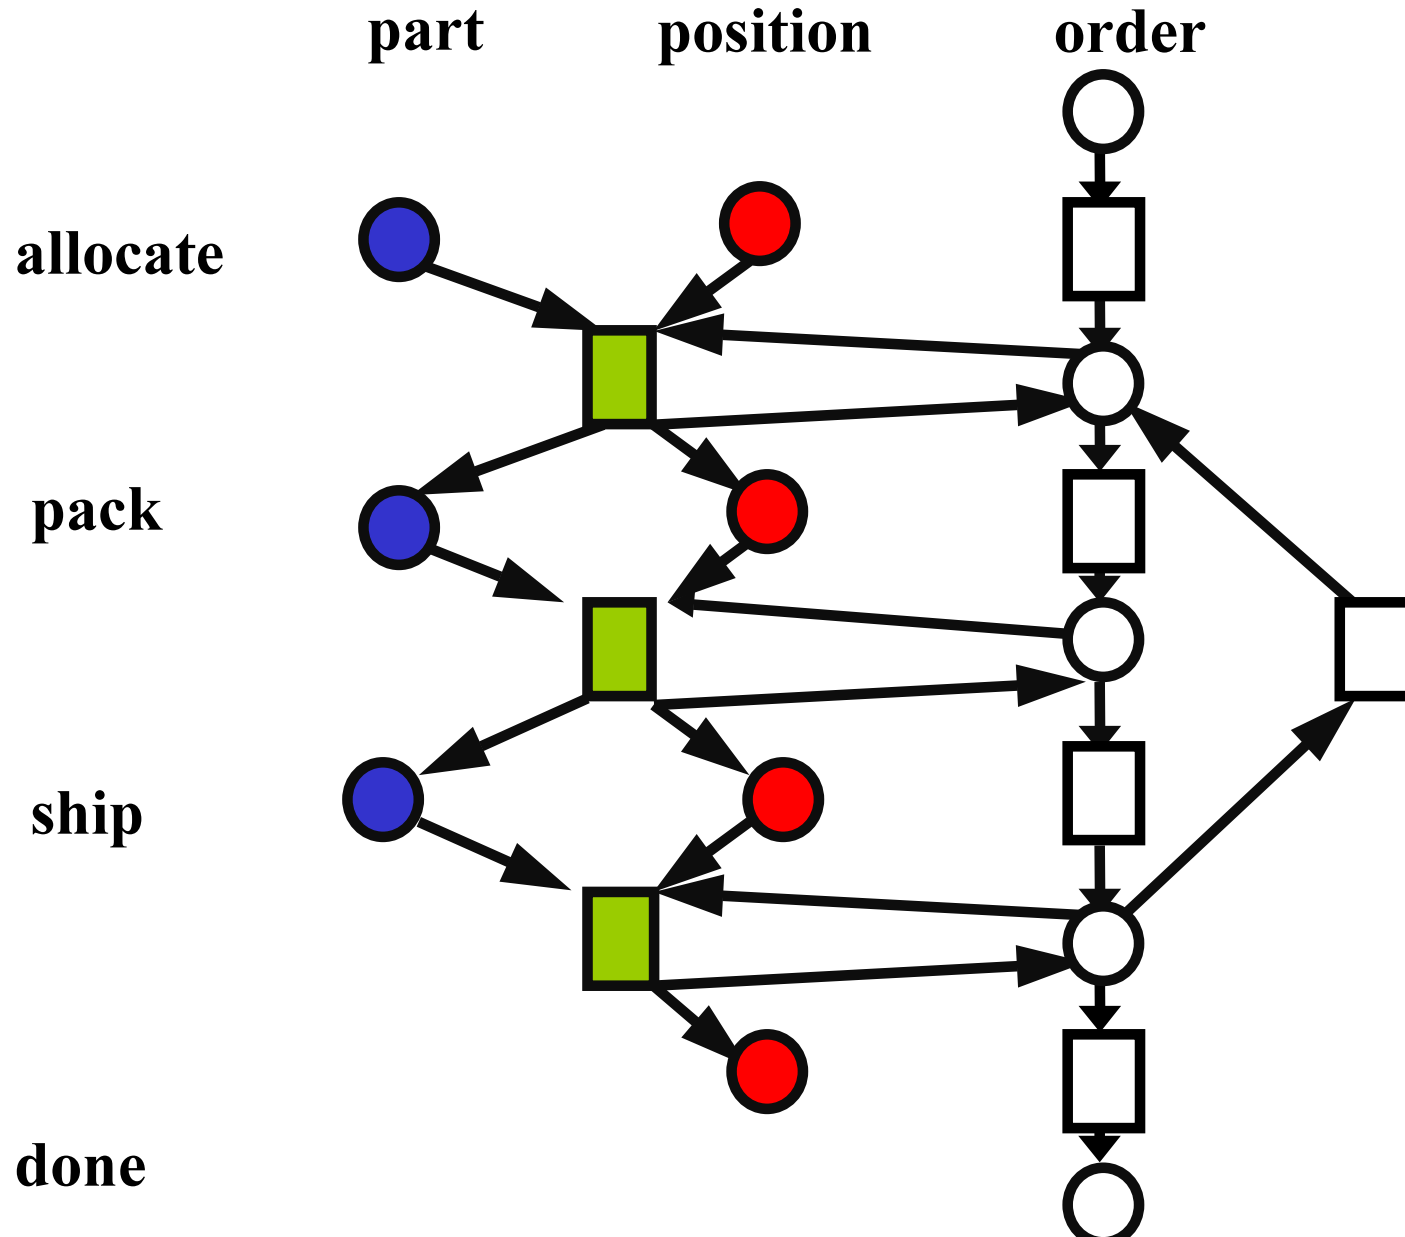 part position order
allocate
pack
ship
done